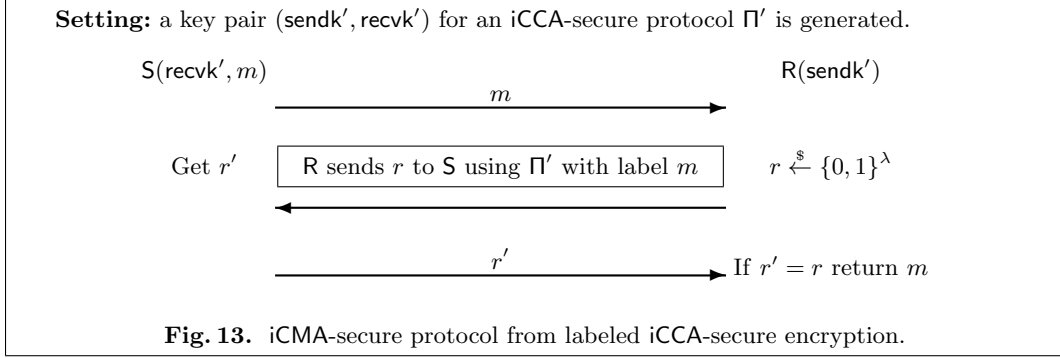 Setting: a key pair (sendk′, recvk′) for an iCCA-secure protocol Π′ is generated.
S(recvk′, m) R(sendk′)
m
Get r′ R sends r to S using Π′ with label m r $← {0, 1}^λ
r′
If r′ = r return m
Fig. 13. iCMA-secure protocol from labeled iCCA-secure encryption.